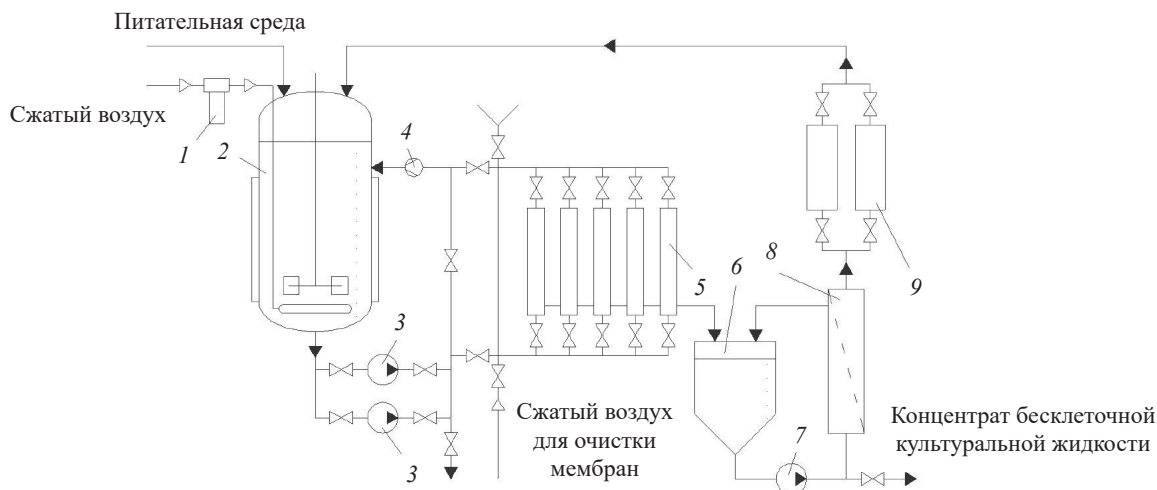 Питательная среда
Сжатый воздух
1
2
4
3
3
5
6
7
8
9
Сжатый воздух
для очистки
мембран
Концентрат бесклеточной
культуральной жидкости